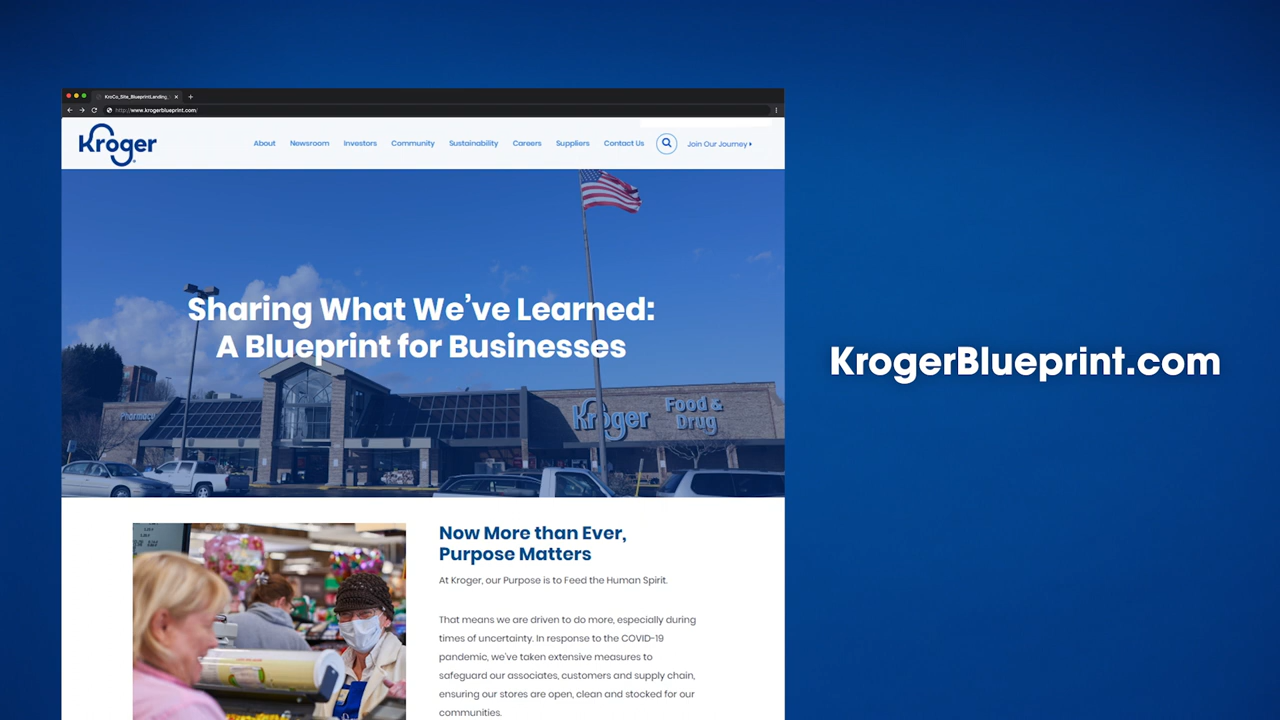 KroCo_Site_BlueprintLanding_
http://www.krogerblueprint.com/
Kroger
About Newsroom Investors Community Sustainability Careers Suppliers Contact Us Join Our Journey
Sharing What We've Learned:
A Blueprint for Businesses
Pharmacy
Kroger Food &
Drug
KrogerBlueprint.com
Now More than Ever,
Purpose Matters
At Kroger, our Purpose is to Feed the Human Spirit.
That means we are driven to do more, especially during
times of uncertainty. In response to the COVID-19
pandemic, we've taken extensive measures to
safeguard our associates, customers and supply chain,
ensuring our stores are open, clean and stocked for our
communities.